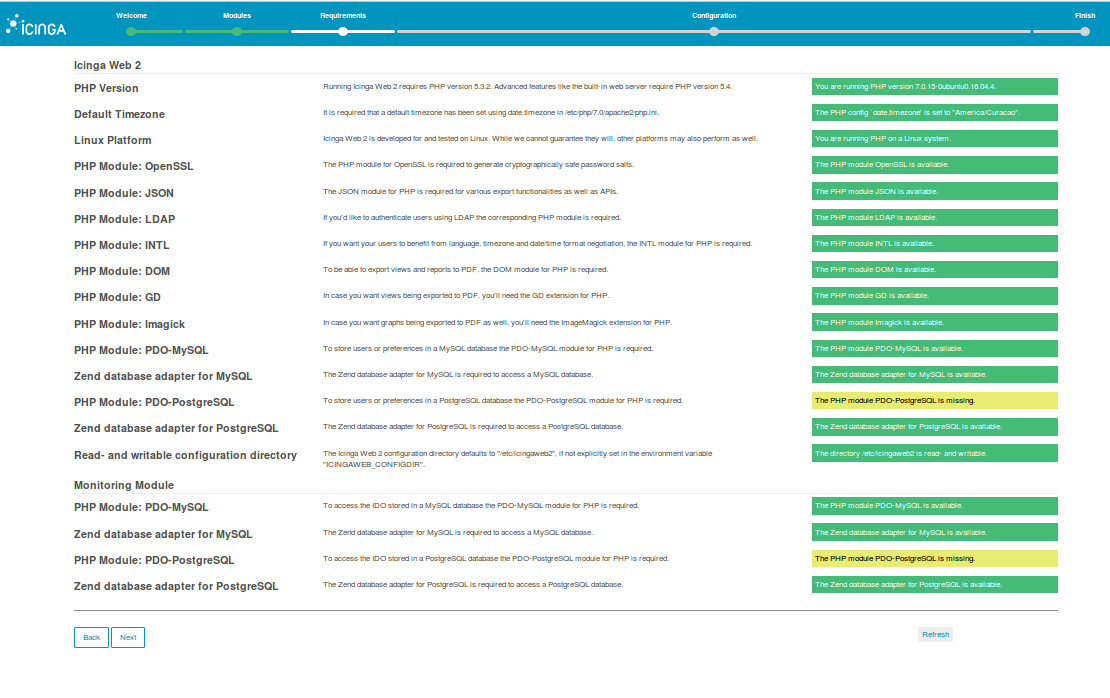 Welcome Modules Requirements Configuration Finish
iCINGA
Icinga Web 2
PHP Version Running Icinga Web 2 requires PHP version 5.3.2. Advanced features like the built-in web server require PHP version 5.4. You are running PHP version 7.0.15-0ubuntu0.16.04.4.
Default Timezone It is required that a default timezone has been set using date.timezone in /etc/php/7.0/apache2/php.ini. The PHP config `date.timezone' is set to "America/Curacao".
Linux Platform Icinga Web 2 is developed for and tested on Linux. While we cannot guarantee they will, other platforms may also perform as well. You are running PHP on a Linux system.
PHP Module: OpenSSL The PHP module for OpenSSL is required to generate cryptographically safe password salts. The PHP module OpenSSL is available.
PHP Module: JSON The JSON module for PHP is required for various export functionalities as well as APIs. The PHP module JSON is available.
PHP Module: LDAP If you'd like to authenticate users using LDAP the corresponding PHP module is required. The PHP module LDAP is available.
PHP Module: INTL If you want your users to benefit from language, timezone and date/time format negotiation, the INTL module for PHP is required. The PHP module INTL is available.
PHP Module: DOM To be able to export views and reports to PDF, the DOM module for PHP is required. The PHP module DOM is available.
PHP Module: GD In case you want views being exported to PDF, you'll need the GD extension for PHP. The PHP module GD is available.
PHP Module: Imagick In case you want graphs being exported to PDF as well, you'll need the ImageMagick extension for PHP. The PHP module Imagick is available.
PHP Module: PDO-MySQL To store users or preferences in a MySQL database the PDO-MySQL module for PHP is required. The PHP module PDO-MySQL is available.
Zend database adapter for MySQL The Zend database adapter for MySQL is required to access a MySQL database. The Zend database adapter for MySQL is available.
PHP Module: PDO-PostgreSQL To store users or preferences in a PostgreSQL database the PDO-PostgreSQL module for PHP is required. The PHP module PDO-PostgreSQL is missing.
Zend database adapter for PostgreSQL The Zend database adapter for PostgreSQL is required to access a PostgreSQL database. The Zend database adapter for PostgreSQL is available.
Read- and writable configuration directory The Icinga Web 2 configuration directory defaults to "/etc/icingaweb2", if not explicitly set in the environment variable The directory /etc/icingaweb2 is read- and writable.
"ICINGAWEB_CONFIGDIR".
Monitoring Module
PHP Module: PDO-MySQL To access the IDO stored in a MySQL database the PDO-MySQL module for PHP is required. The PHP module PDO-MySQL is available.
Zend database adapter for MySQL The Zend database adapter for MySQL is required to access a MySQL database. The Zend database adapter for MySQL is available.
PHP Module: PDO-PostgreSQL To access the IDO stored in a PostgreSQL database the PDO-PostgreSQL module for PHP is required. The PHP module PDO-PostgreSQL is missing.
Zend database adapter for PostgreSQL The Zend database adapter for PostgreSQL is required to access a PostgreSQL database. The Zend database adapter for PostgreSQL is available.
Back Next Refresh